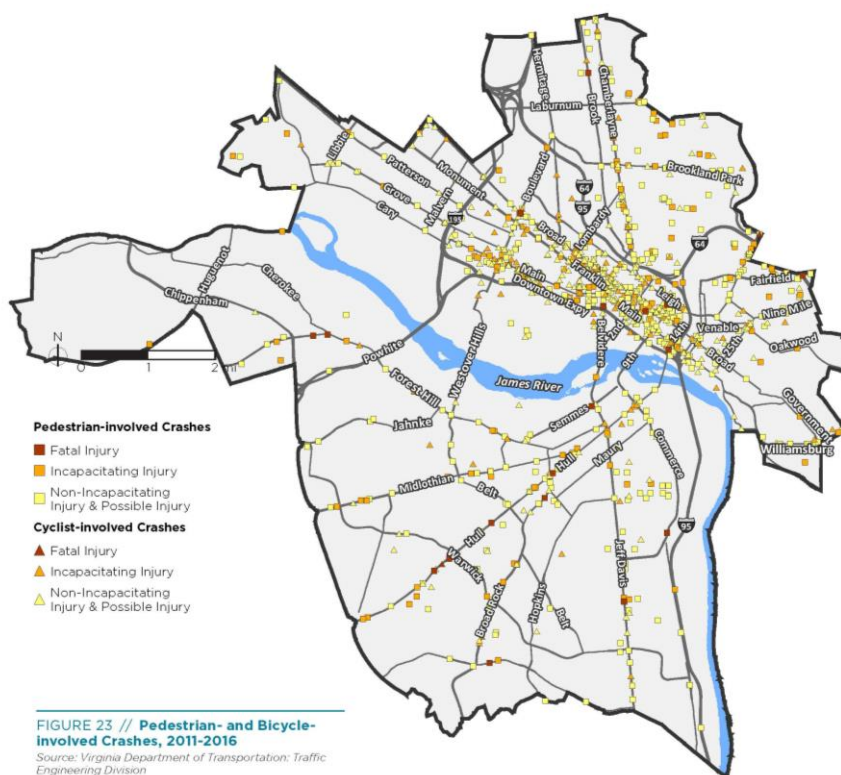 Hermitage
Laburnum
Brook
Chamberlayne
Libbie
Patterson
Monument
Grove
Cary
Malvern
Boulevard
Brookland Park
64
95
195
Broad
Lombardy
64
Huguenot
Cherokee
Chippenham
Main
Franklin
Downtown Expy
Leigh
Main
Fairfield
Nine Mile
Venable
Oakwood
25th
Broad
14th
Belvidere
2nd
9th
Government
Williamsburg
N
0 1 2 mi
Powhite
Westover Hills
James River
Forest Hill
Jahnke
Semmes
Hull
Maury
Commerce
Midlothian
Belt
95
Hull
Warwick
Broad Rock
Hopkins
Belt
Jeff Davis
Pedestrian-involved Crashes
Fatal Injury
Incapacitating Injury
Non-Incapacitating
Injury & Possible Injury
Cyclist-involved Crashes
Fatal Injury
Incapacitating Injury
Non-Incapacitating
Injury & Possible Injury
FIGURE 23 // Pedestrian- and Bicycle-
involved Crashes, 2011-2016
Source: Virginia Department of Transportation: Traffic
Engineering Division